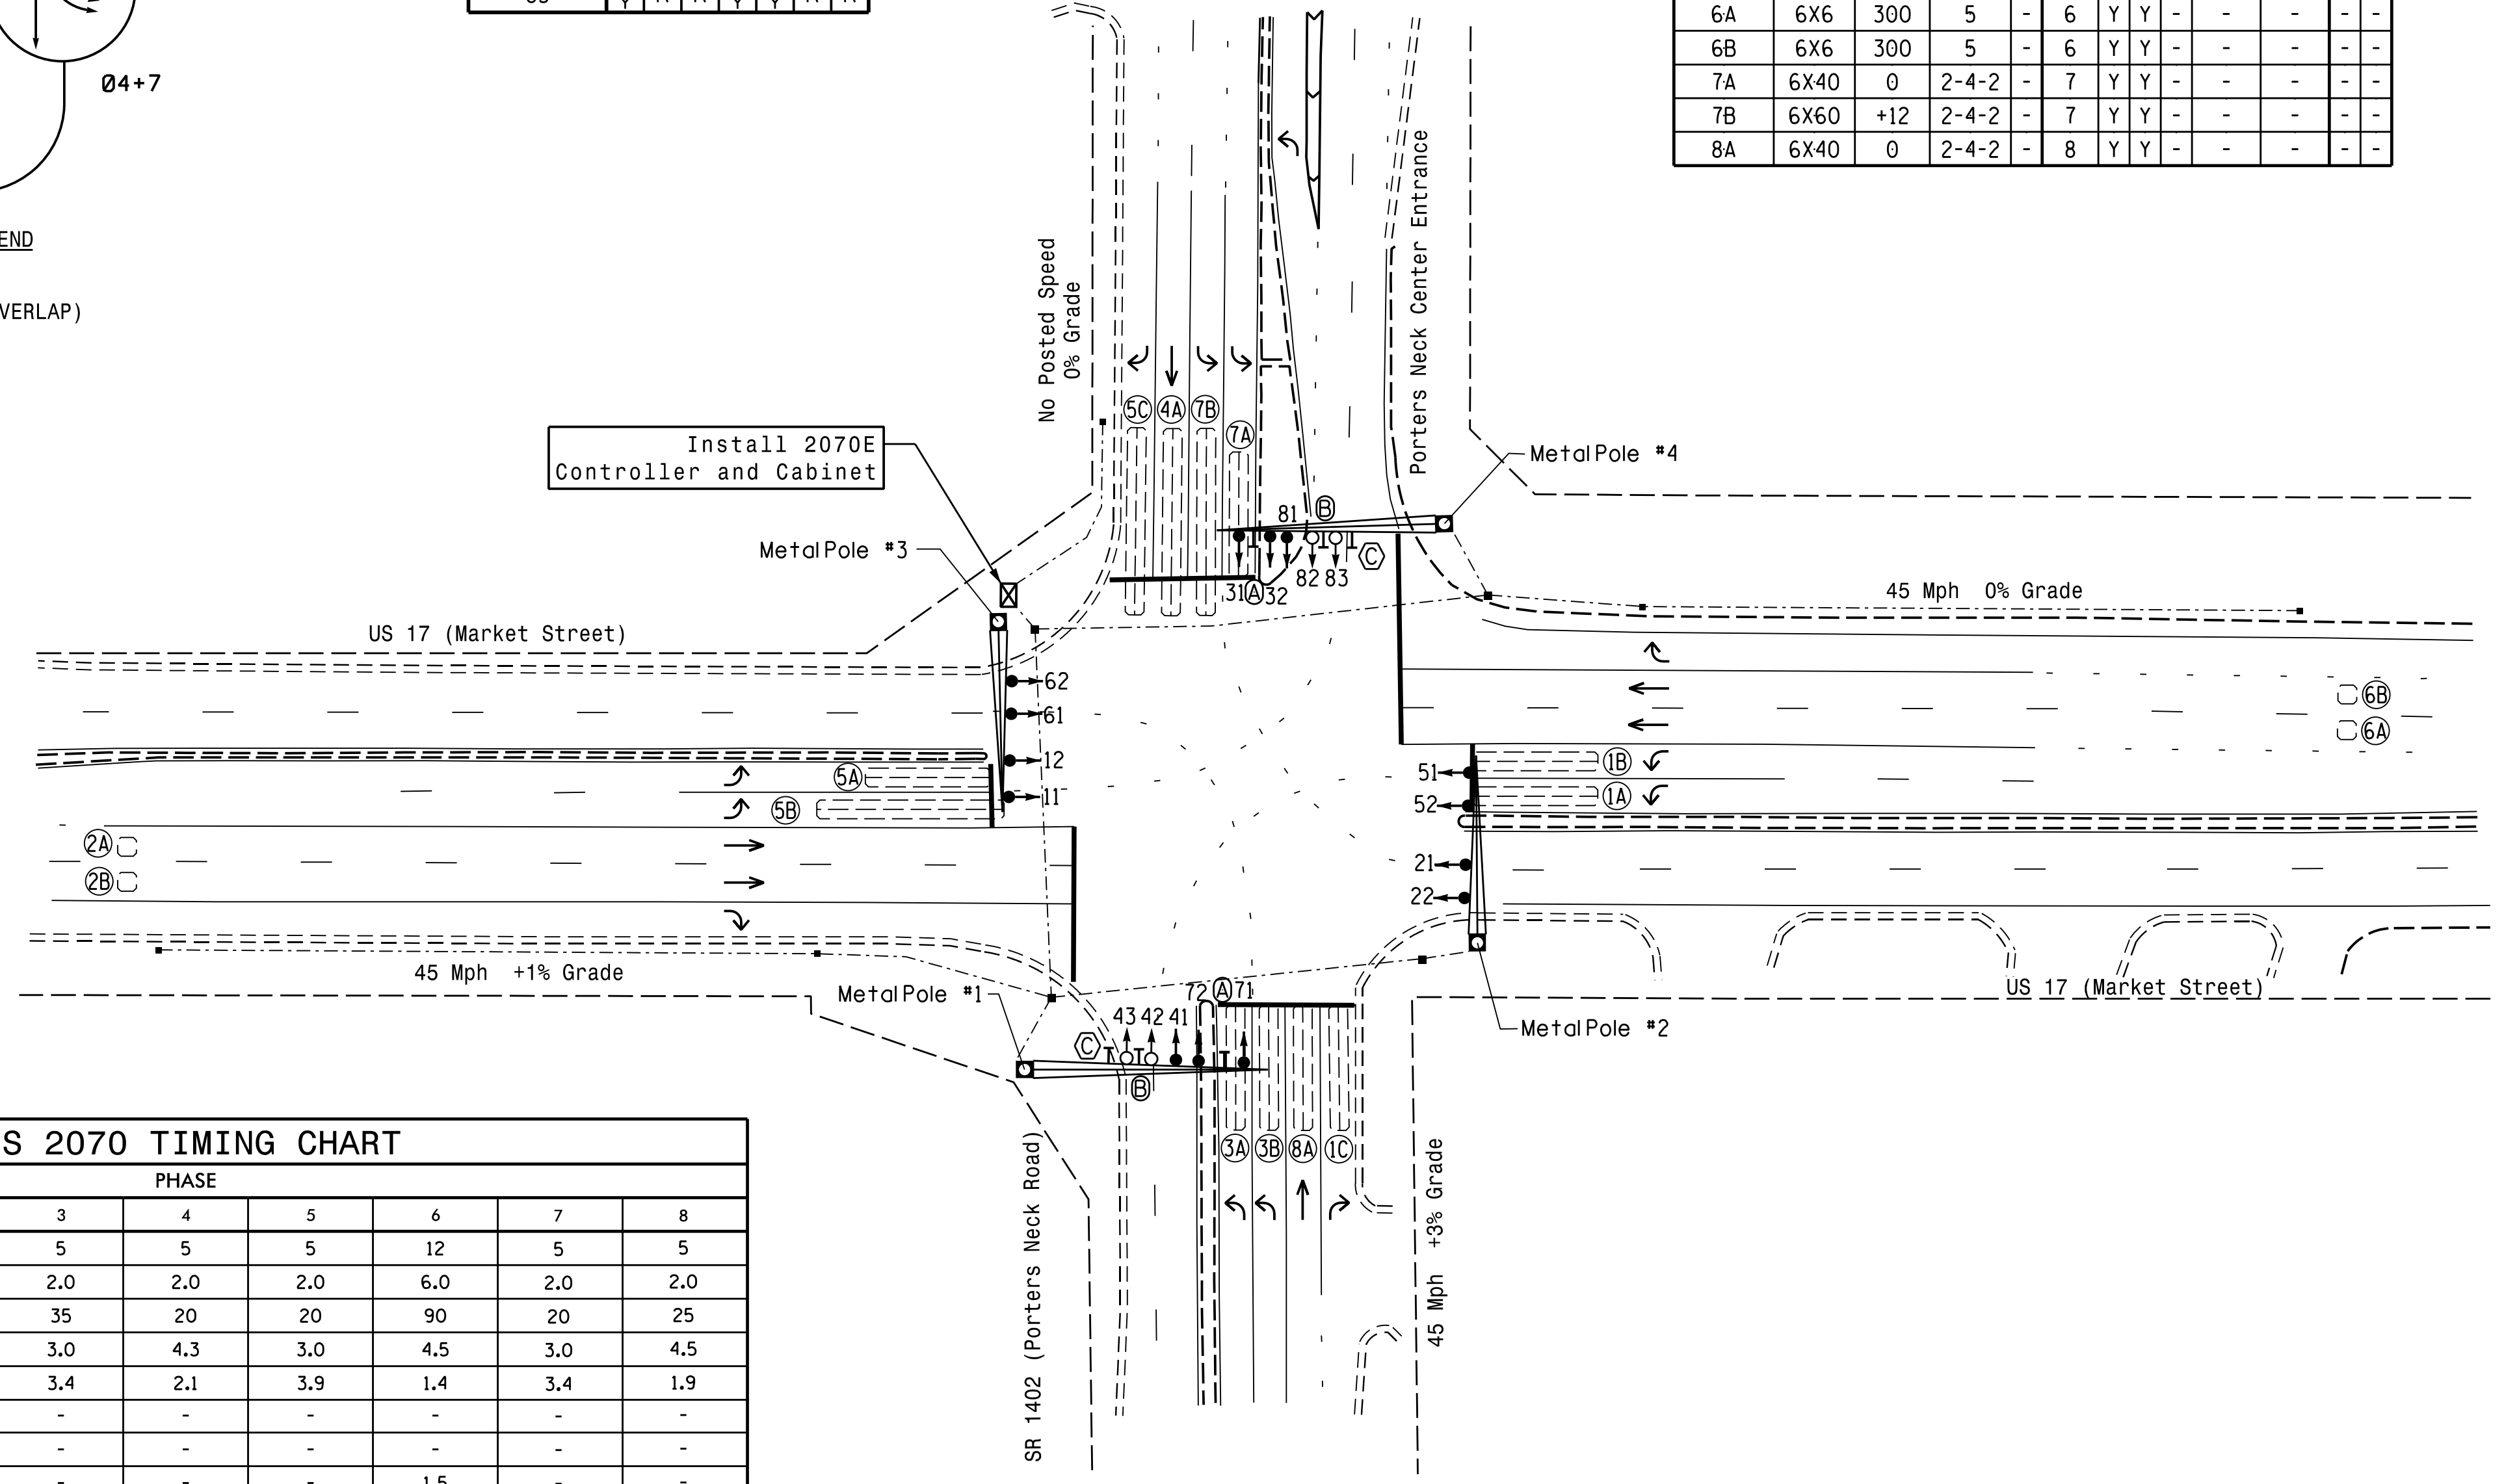 Ø4+7
END
VERLAP)
6A 6X6 300 5 - 6 Y Y - - - - -
6B 6X6 300 5 - 6 Y Y - - - - -
7A 6X40 0 2-4-2 - 7 Y Y - - - - -
7B 6X60 +12 2-4-2 - 7 Y Y - - - - -
8A 6X40 0 2-4-2 - 8 Y Y - - - - -
No Posted Speed
0% Grade
Porters Neck Center Entrance
5C 4A 7B 7A
Install 2070E
Controller and Cabinet
Metal Pole #4
Metal Pole #3
81 B
C
82 83
31 A 32
45 Mph 0% Grade
US 17 (Market Street)
62
61
12
11
6B
6A
5A
5B
51
52
1B
1A
2A
2B
21
22
45 Mph +1% Grade
US 17 (Market Street)
Metal Pole #1
72 A 71
43 42 41
C
B
Metal Pole #2
3A 3B 8A 1C
SR 1402 (Porters Neck Road)
45 Mph +3% Grade
S 2070 TIMING CHART
PHASE
3 4 5 6 7 8
5 5 5 12 5 5
2.0 2.0 2.0 6.0 2.0 2.0
35 20 20 90 20 25
3.0 4.3 3.0 4.5 3.0 4.5
3.4 2.1 3.9 1.4 3.4 1.9
- - - - - -
- - - - - -
- - - 1.5 - -